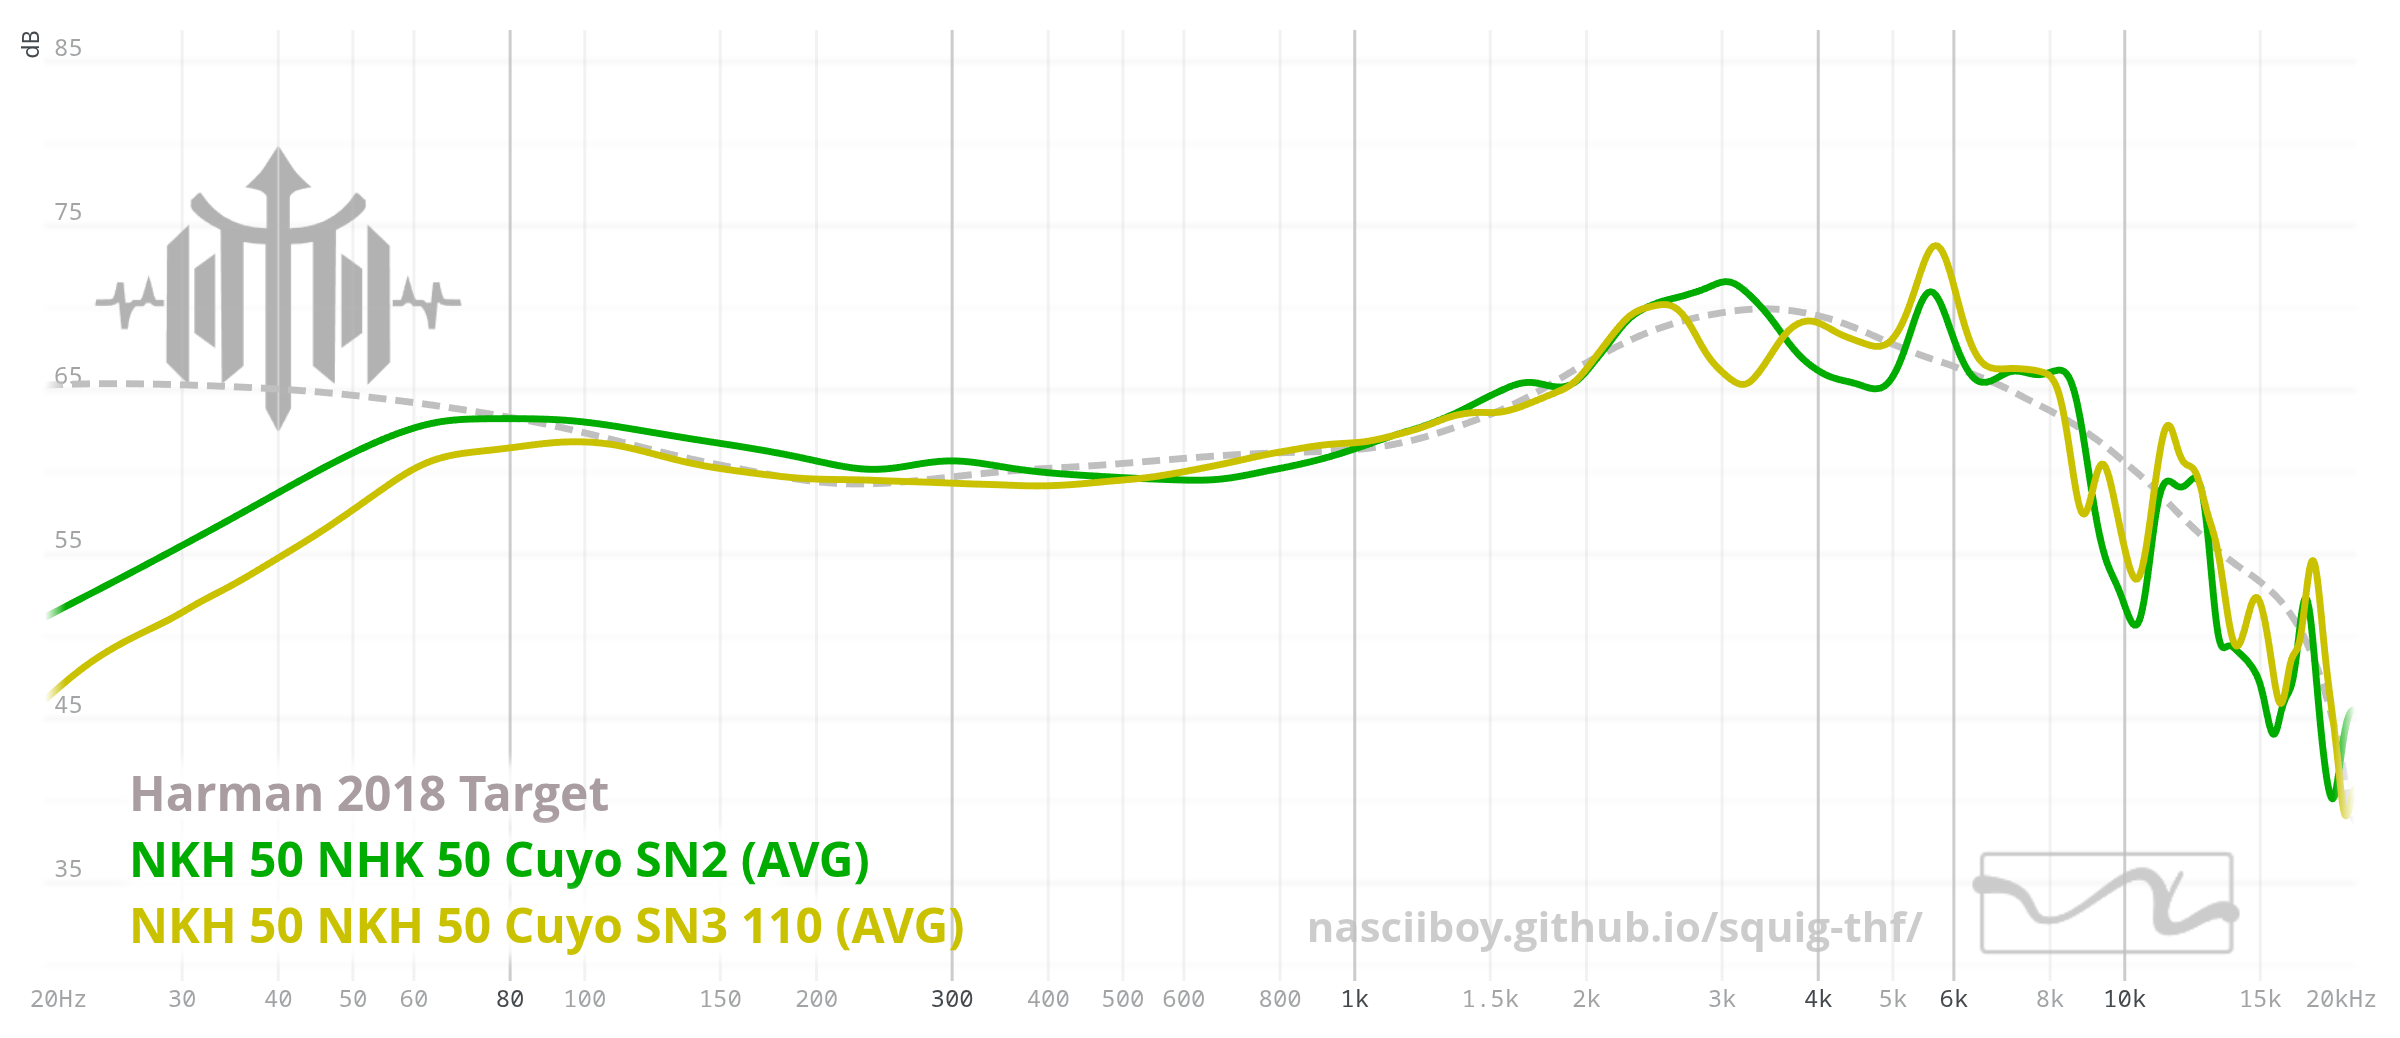 dB
85
75
65
55
45
35
Harman 2018 Target
NKH 50 NHK 50 Cuyo SN2 (AVG)
NKH 50 NKH 50 Cuyo SN3 110 (AVG)
nasciiboy.github.io/squig-thf/
20Hz 30 40 50 60 80 100 150 200 300 400 500 600 800 1k 1.5k 2k 3k 4k 5k 6k 8k 10k 15k 20kHz